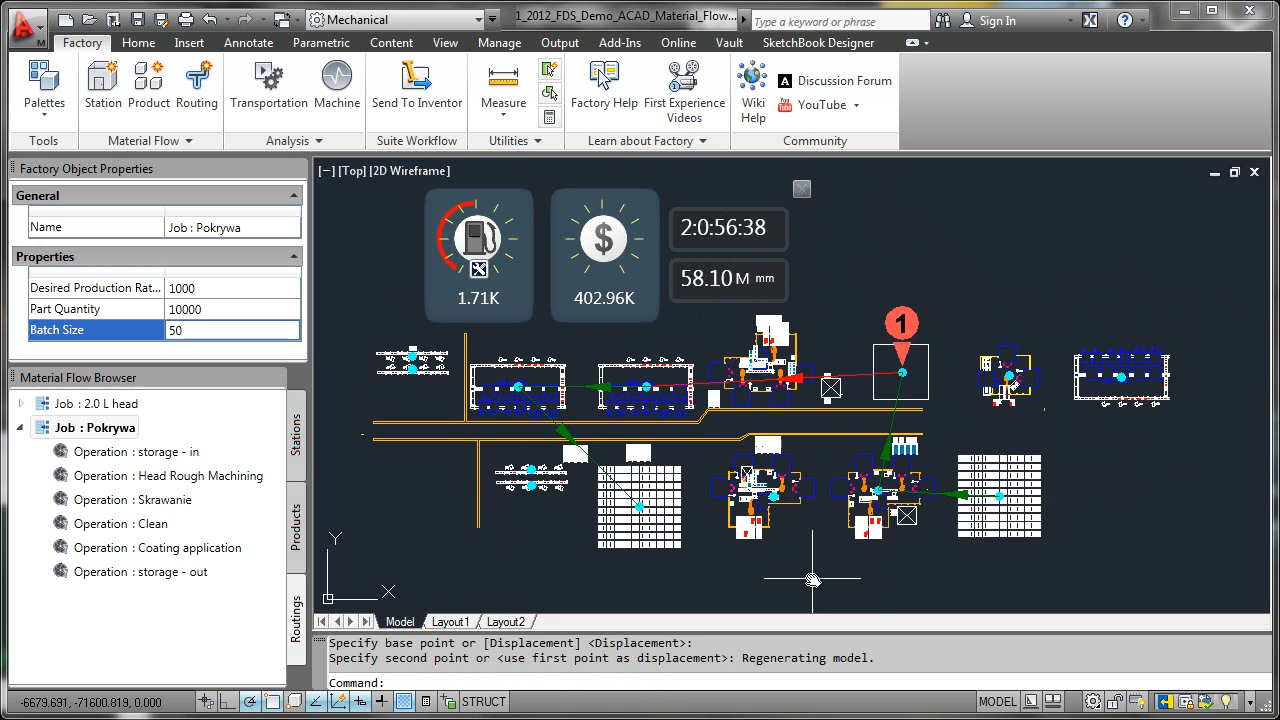 Mechanical
1_2012_FDS_Demo_ACAD_Material_Flow...
Type a keyword or phrase
Sign In
Factory Home Insert Annotate Parametric Content View Manage Output Add-Ins Online Vault SketchBook Designer
Palettes
Station
Product
Routing
Transportation
Machine
Send To Inventor
Measure
Factory Help
First Experience
Videos
Wiki
Help
Discussion Forum
YouTube
Tools
Material Flow
Analysis
Suite Workflow
Utilities
Learn about Factory
Community
Factory Object Properties
General
Name Job : Pokrywa
Properties
Desired Production Rat... 1000
Part Quantity 10000
Batch Size 50
Material Flow Browser
Job : 2.0 L head
Job : Pokrywa
Operation : storage - in
Operation : Head Rough Machining
Operation : Skrawanie
Operation : Clean
Operation : Coating application
Operation : storage - out
Stations
Products
Routings
[−] [Top] [2D Wireframe]
1.71K
$
402.96K
2:0:56:38
58.10 M mm
1
Y
X
Model Layout1 Layout2
Specify base point or [Displacement] <Displacement>:
Specify second point or <use first point as displacement>: Regenerating model.
Command:
-6679.691, -71600.819, 0.000
STRUCT
MODEL